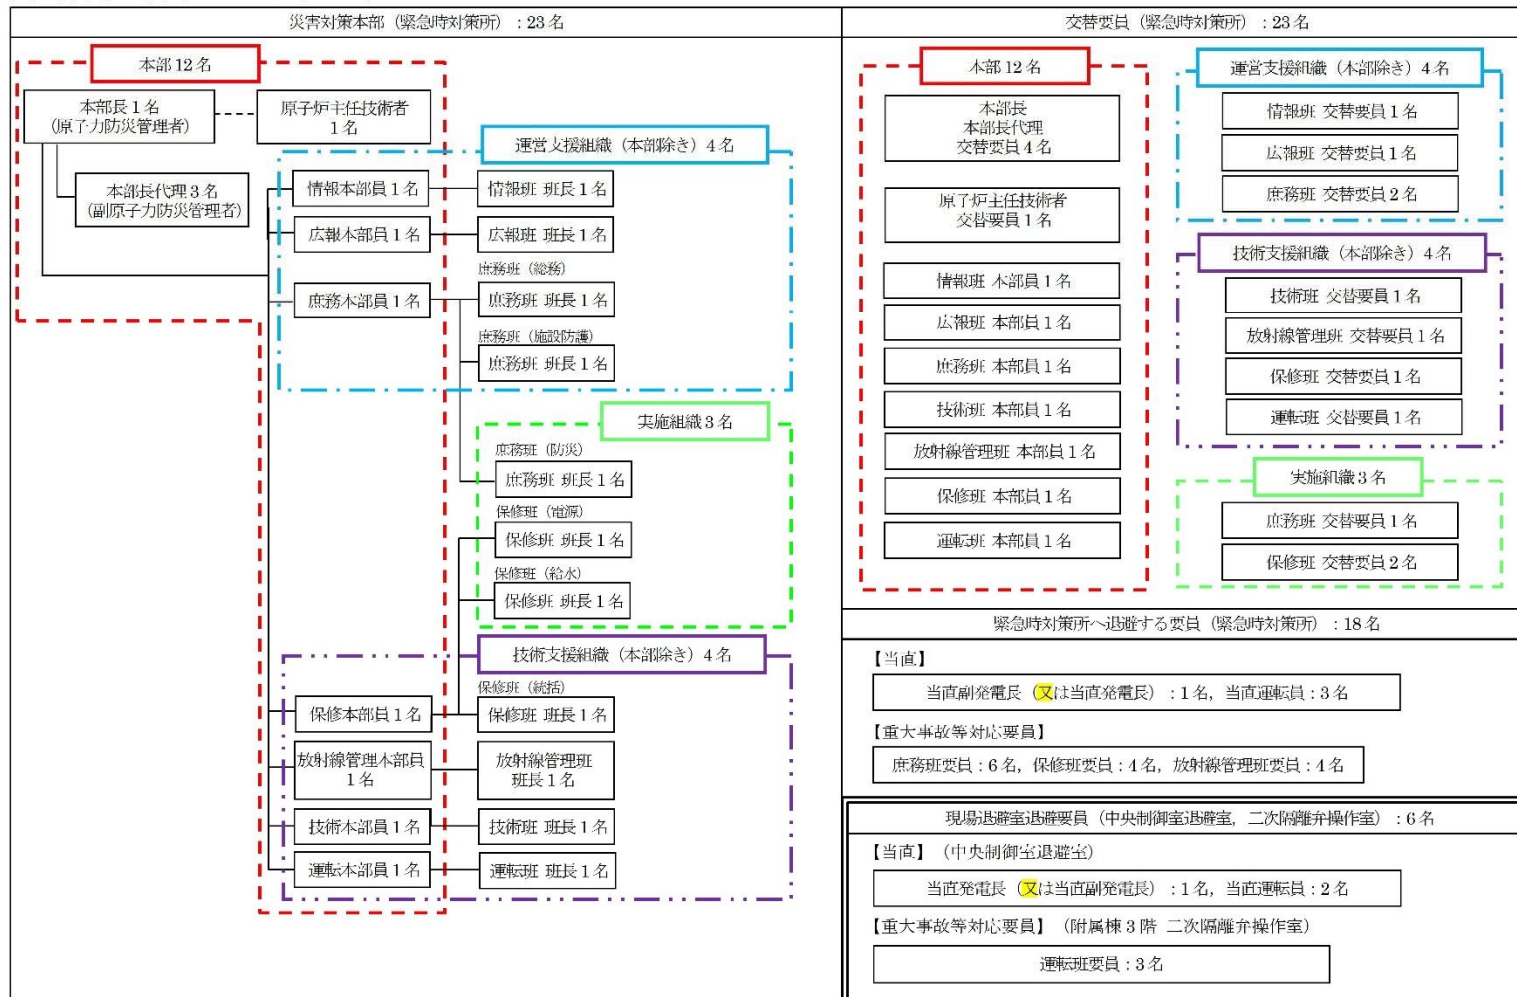 災害対策本部（緊急時対策所）：23名
本部12名
本部長1名
(原子力防災管理者)
原子炉主任技術者
1名
本部長代理3名
(副原子力防災管理者)
運営支援組織（本部除き）4名
情報本部員1名
情報班 班長1名
広報本部員1名
広報班 班長1名
庶務班（総務）
庶務本部員1名
庶務班 班長1名
庶務班（施設防護）
庶務班 班長1名
実施組織3名
庶務班（防災）
庶務班 班長1名
保修班（電源）
保修班 班長1名
保修班（給水）
保修班 班長1名
技術支援組織（本部除き）4名
保修班（統括）
保修本部員1名
保修班 班長1名
放射線管理本部員
1名
放射線管理班
班長1名
技術本部員1名
技術班 班長1名
運転本部員1名
運転班 班長1名
交替要員（緊急時対策所）：23名
本部12名
本部長
本部長代理
交替要員4名
原子炉主任技術者
交替要員1名
情報班 本部員1名
広報班 本部員1名
庶務班 本部員1名
技術班 本部員1名
放射線管理班 本部員1名
保修班 本部員1名
運転班 本部員1名
運営支援組織（本部除き）4名
情報班 交替要員1名
広報班 交替要員1名
庶務班 交替要員2名
技術支援組織（本部除き）4名
技術班 交替要員1名
放射線管理班 交替要員1名
保修班 交替要員1名
運転班 交替要員1名
実施組織3名
庶務班 交替要員1名
保修班 交替要員2名
緊急時対策所へ退避する要員（緊急時対策所）：18名
【当直】
当直副発電長（又は当直発電長）：1名，当直運転員：3名
【重大事故等対応要員】
庶務班要員：6名，保修班要員：4名，放射線管理班要員：4名
現場退避室退避要員（中央制御室退避室，二次隔離弁操作室）：6名
【当直】（中央制御室退避室）
当直発電長（又は当直副発電長）：1名，当直運転員：2名
【重大事故等対応要員】（附属棟3階 二次隔離弁操作室）
運転班要員：3名